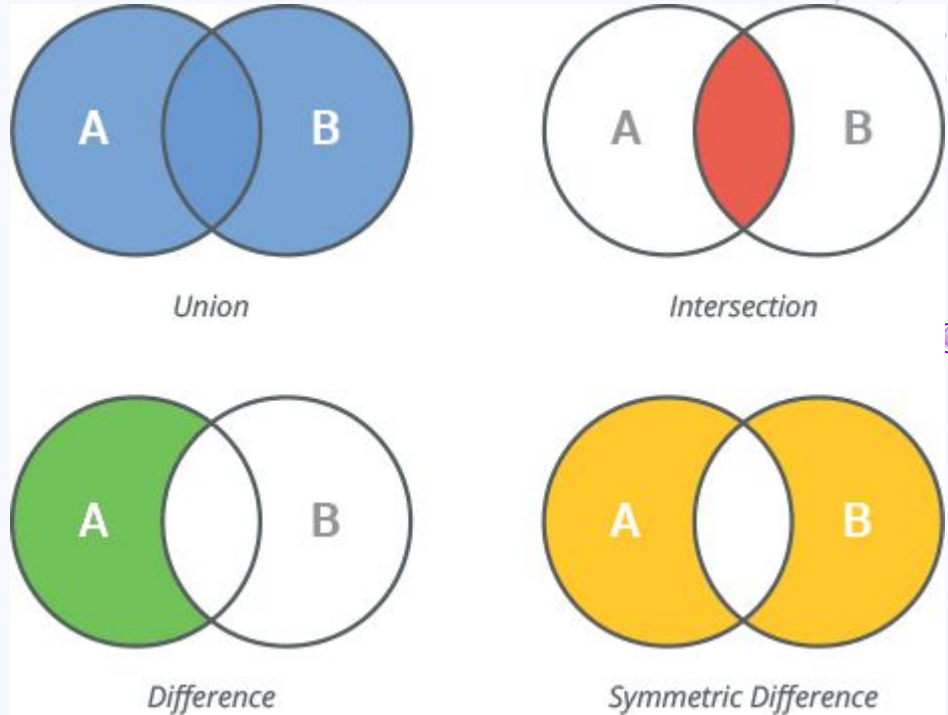 A B
A B
Union
Intersection
A B
A B
Difference
Symmetric Difference